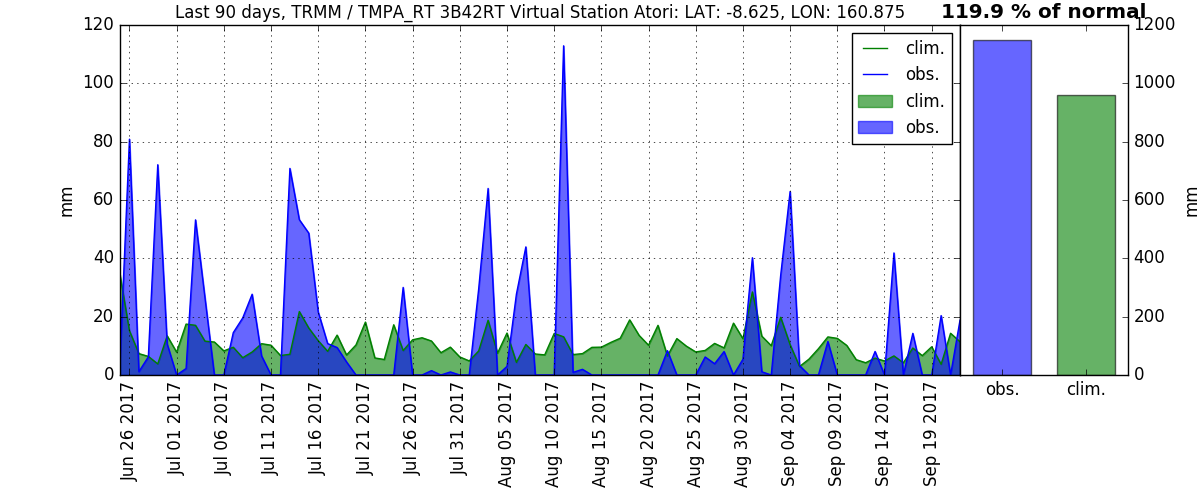 Last 90 days, TRMM / TMPA_RT 3B42RT Virtual Station Atori: LAT: -8.625, LON: 160.875
119.9 % of normal
120
100
80
60
40
20
0
mm
clim.
obs.
clim.
obs.
1200
1000
800
600
400
200
0
mm
obs.
clim.
Jun 26 2017
Jul 01 2017
Jul 06 2017
Jul 11 2017
Jul 16 2017
Jul 21 2017
Jul 26 2017
Jul 31 2017
Aug 05 2017
Aug 10 2017
Aug 15 2017
Aug 20 2017
Aug 25 2017
Aug 30 2017
Sep 04 2017
Sep 09 2017
Sep 14 2017
Sep 19 2017